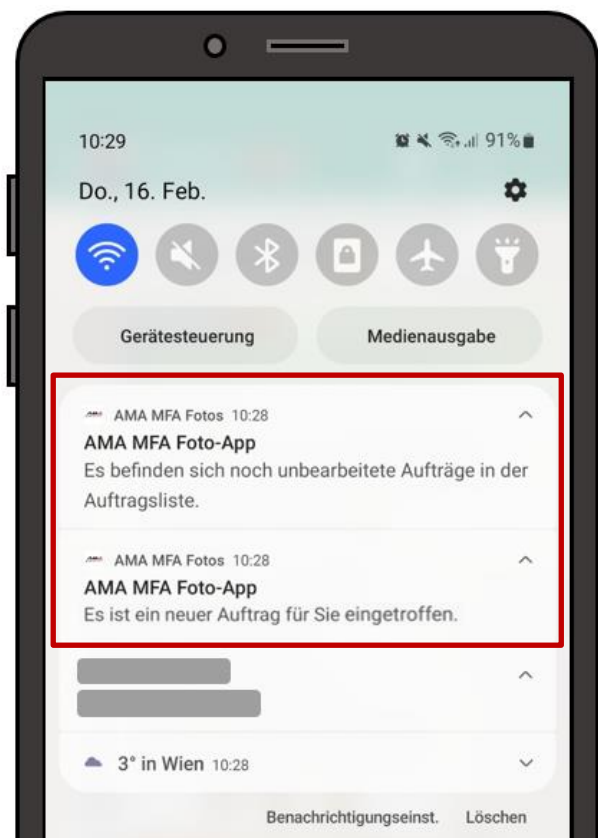 10:29 91%
Do., 16. Feb.
Gerätesteuerung Medienausgabe
AMA MFA Fotos 10:28
AMA MFA Foto-App
Es befinden sich noch unbearbeitete Aufträge in der
Auftragsliste.
AMA MFA Fotos 10:28
AMA MFA Foto-App
Es ist ein neuer Auftrag für Sie eingetroffen.
3° in Wien 10:28
Benachrichtigungseinst. Löschen